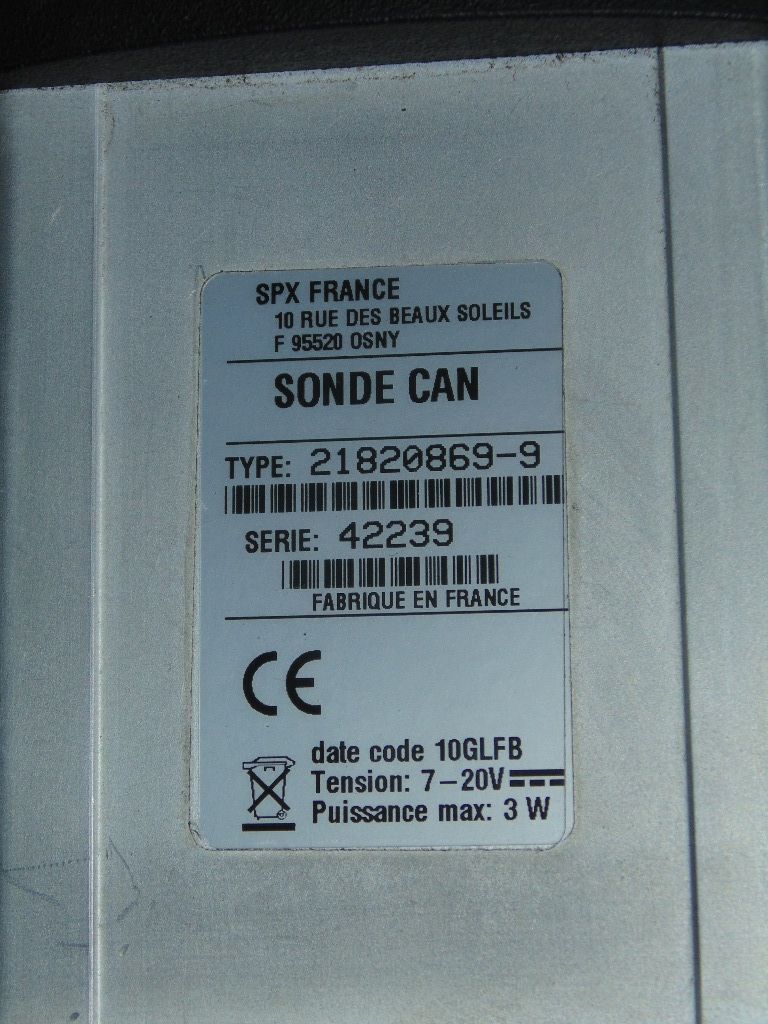 SPX FRANCE
10 RUE DES BEAUX SOLEILS
F 95520 OSNY
SONDE CAN
TYPE: 21820869-9
SERIE: 42239
FABRIQUE EN FRANCE
CE
date code 10GLFB
Tension: 7-20V
Puissance max: 3 W